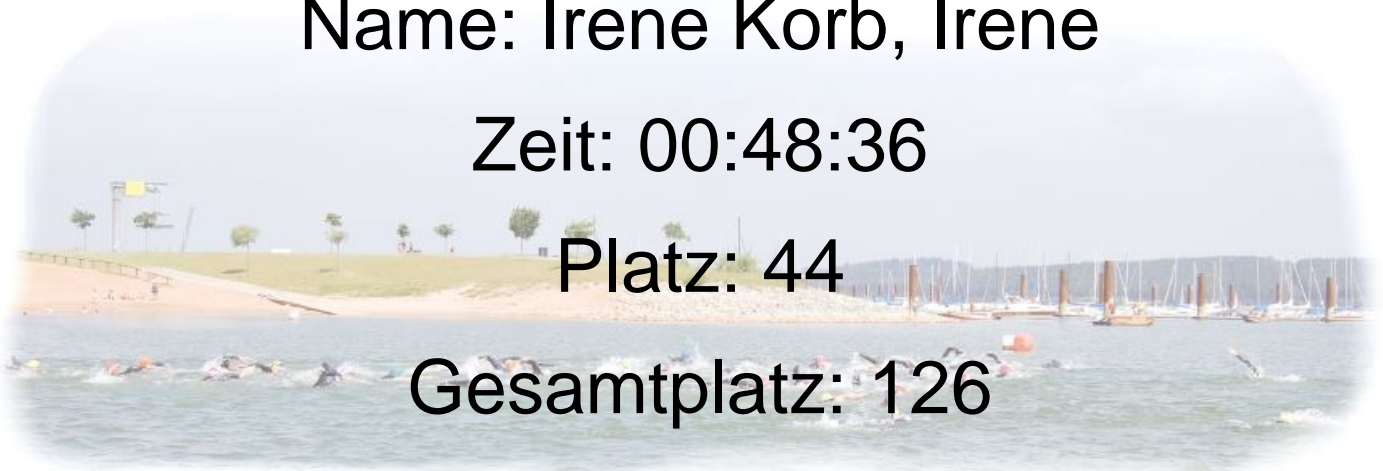 Name: Irene Korb, Irene
Zeit: 00:48:36
Platz: 44
Gesamtplatz: 126